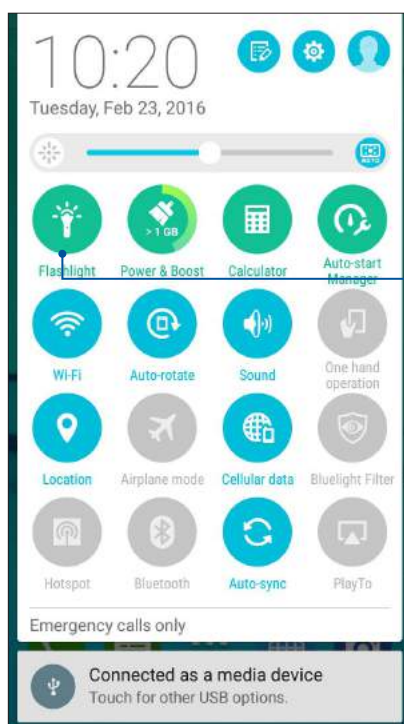 10:20
Tuesday, Feb 23, 2016
AUTO
> 1 GB
Flashlight Power & Boost Calculator Auto-start Manager
Wi-Fi Auto-rotate Sound One hand operation
Location Airplane mode Cellular data Bluelight Filter
Hotspot Bluetooth Auto-sync PlayTo
Emergency calls only
Connected as a media device
Touch for other USB options.